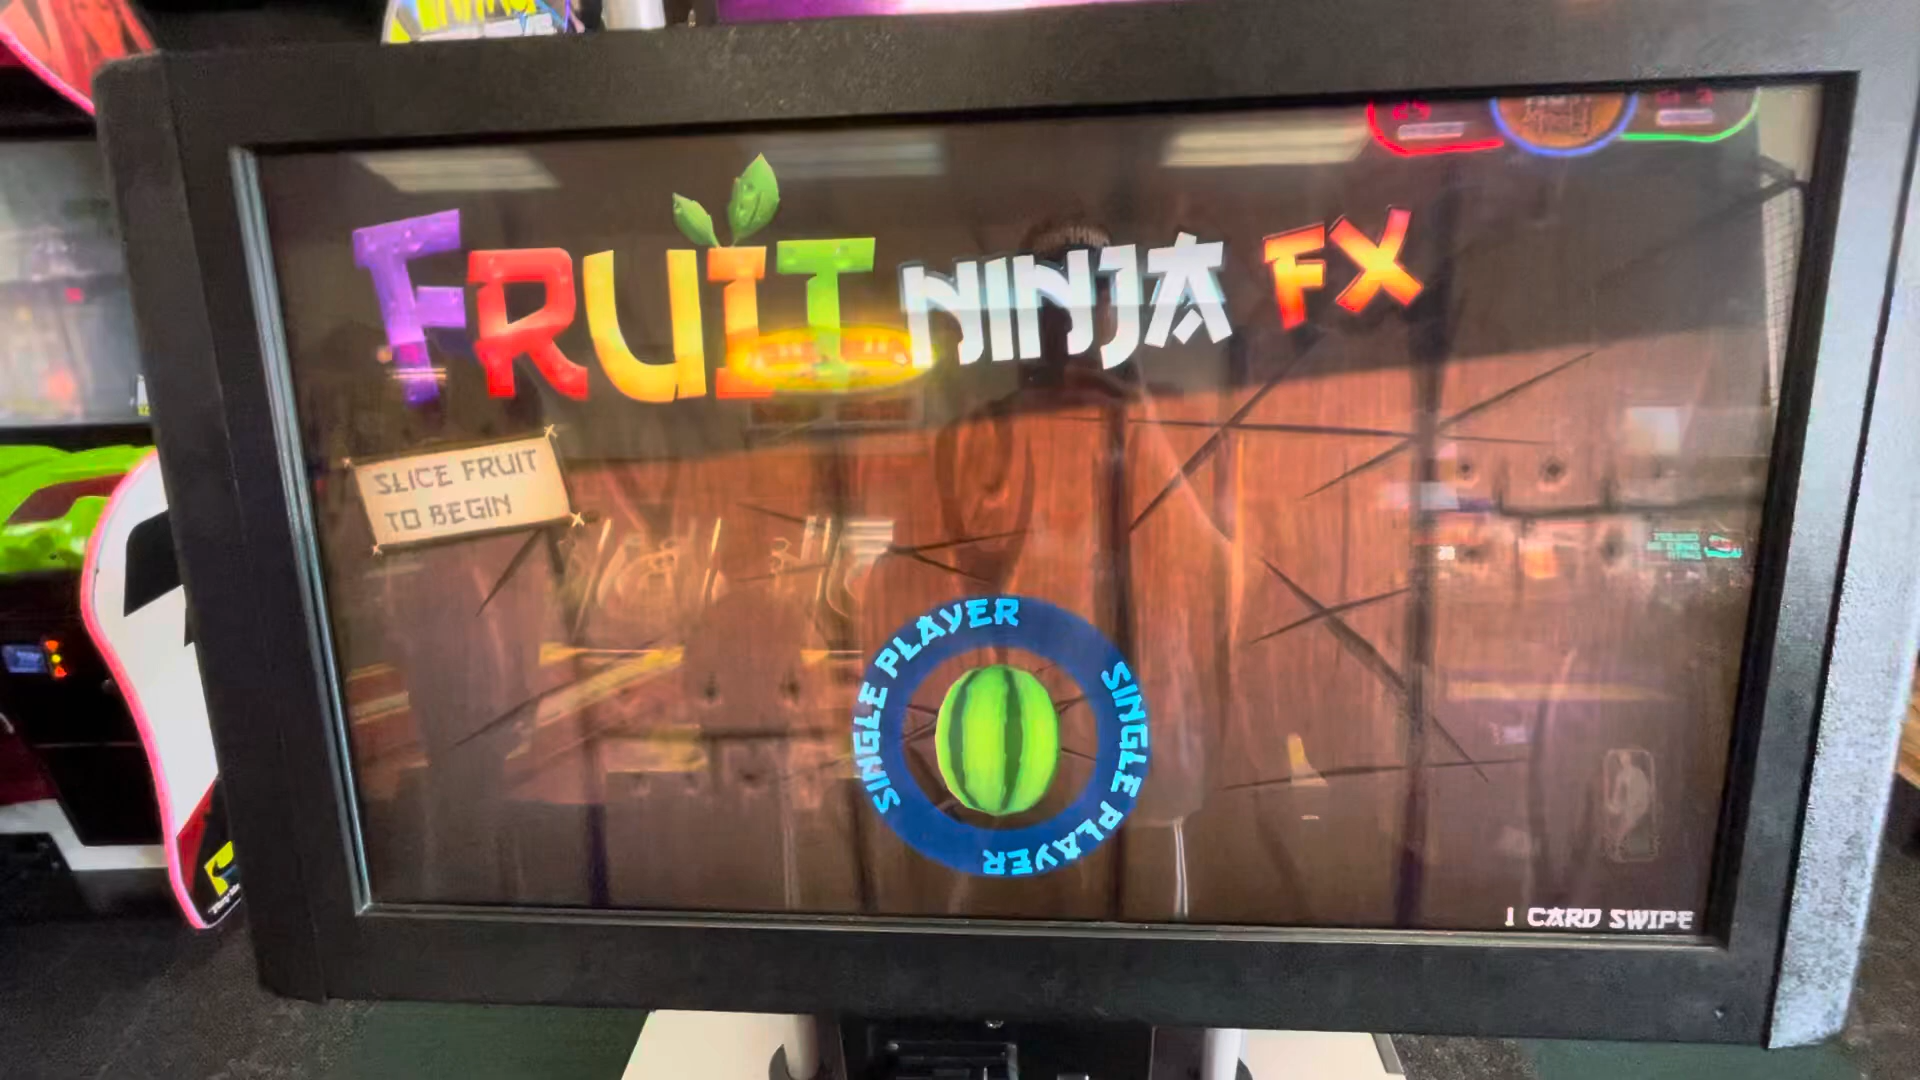 FRUIT NINJA FX
SLICE FRUIT
TO BEGIN
SINGLE PLAYER
SINGLE PLAYER
1 CARD SWIPE